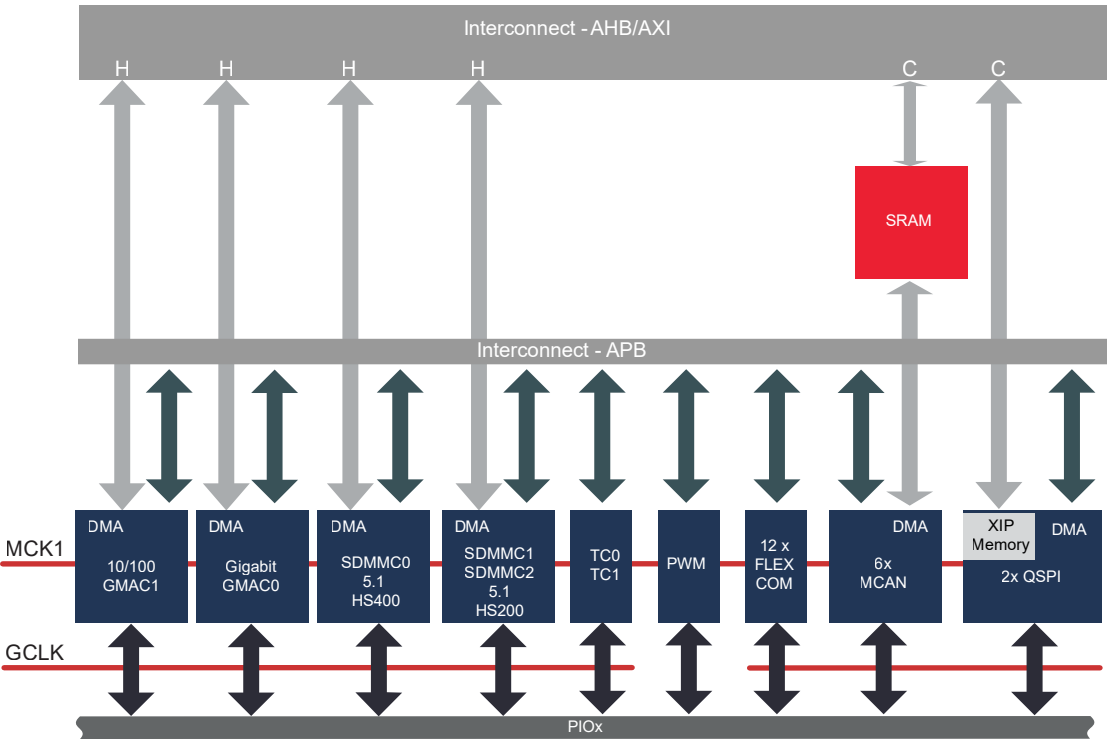 Interconnect - AHB/AXI
H H H H C C
SRAM
Interconnect - APB
MCK1
DMA
10/100
GMAC1
DMA
Gigabit
GMAC0
DMA
SDMMC0
5.1
HS400
DMA
SDMMC1
SDMMC2
5.1
HS200
TC0
TC1
PWM
12 x
FLEX
COM
DMA
6x
MCAN
XIP
Memory
DMA
2x QSPI
GCLK
PIOx